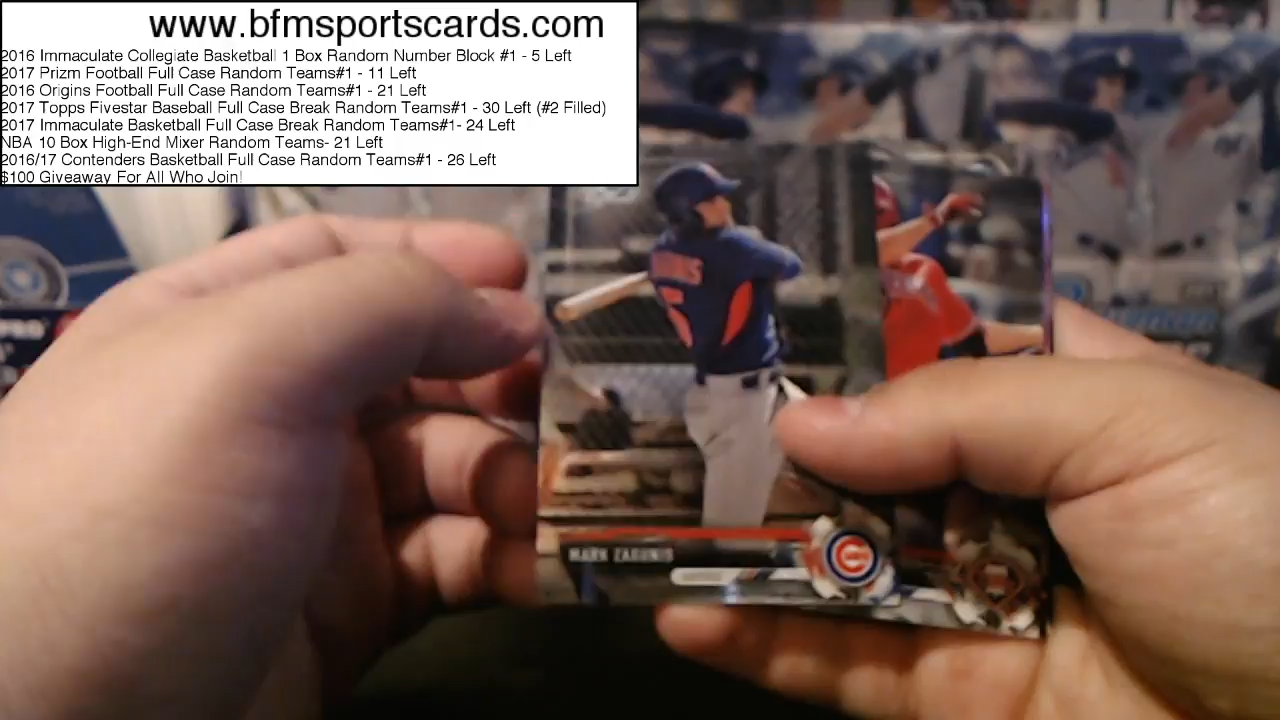 www.bfmsportscards.com
2016 Immaculate Collegiate Basketball 1 Box Random Number Block #1 - 5 Left
2017 Prizm Football Full Case Random Teams#1 - 11 Left
2016 Origins Football Full Case Random Teams#1 - 21 Left
2017 Topps Fivestar Baseball Full Case Break Random Teams#1 - 30 Left (#2 Filled)
2017 Immaculate Basketball Full Case Break Random Teams#1- 24 Left
NBA 10 Box High-End Mixer Random Teams- 21 Left
2016/17 Contenders Basketball Full Case Random Teams#1 - 26 Left
$100 Giveaway For All Who Join!
MARK ZAGUNIS